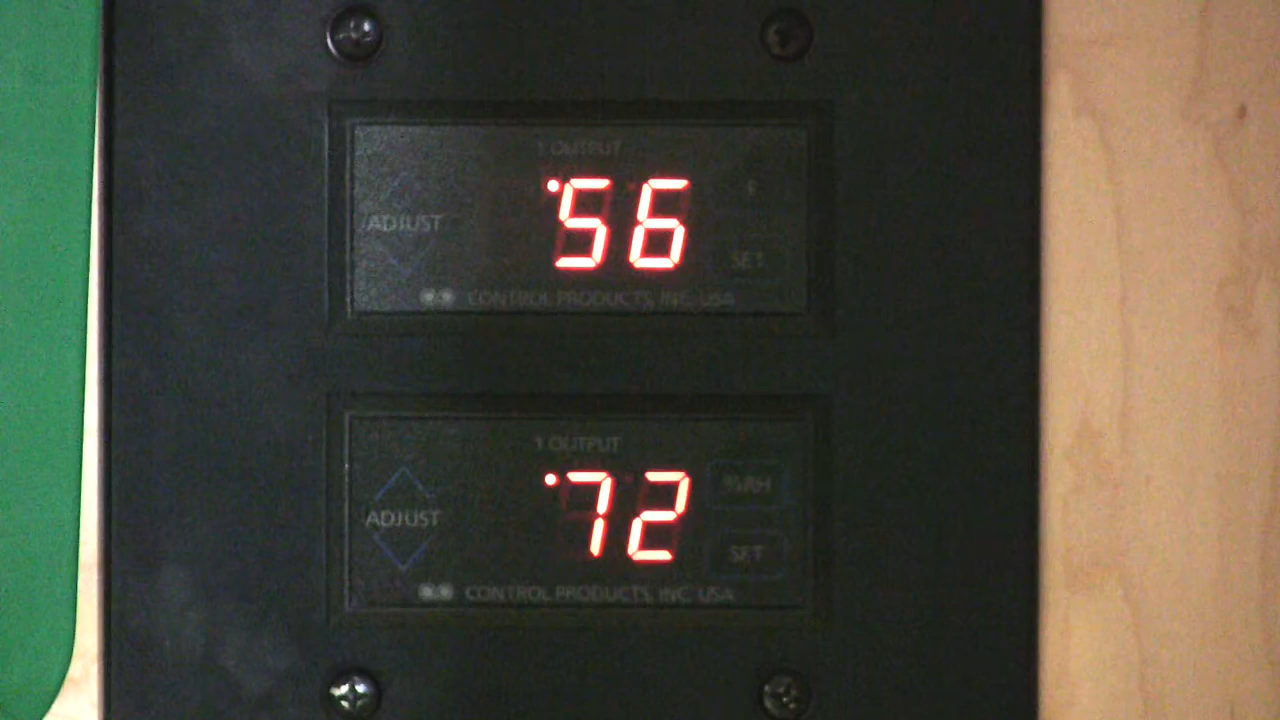 1 OUTPUT
56
F
ADJUST
SET
CONTROL PRODUCTS, INC. USA
1 OUTPUT
72
%RH
ADJUST
SET
CONTROL PRODUCTS, INC. USA